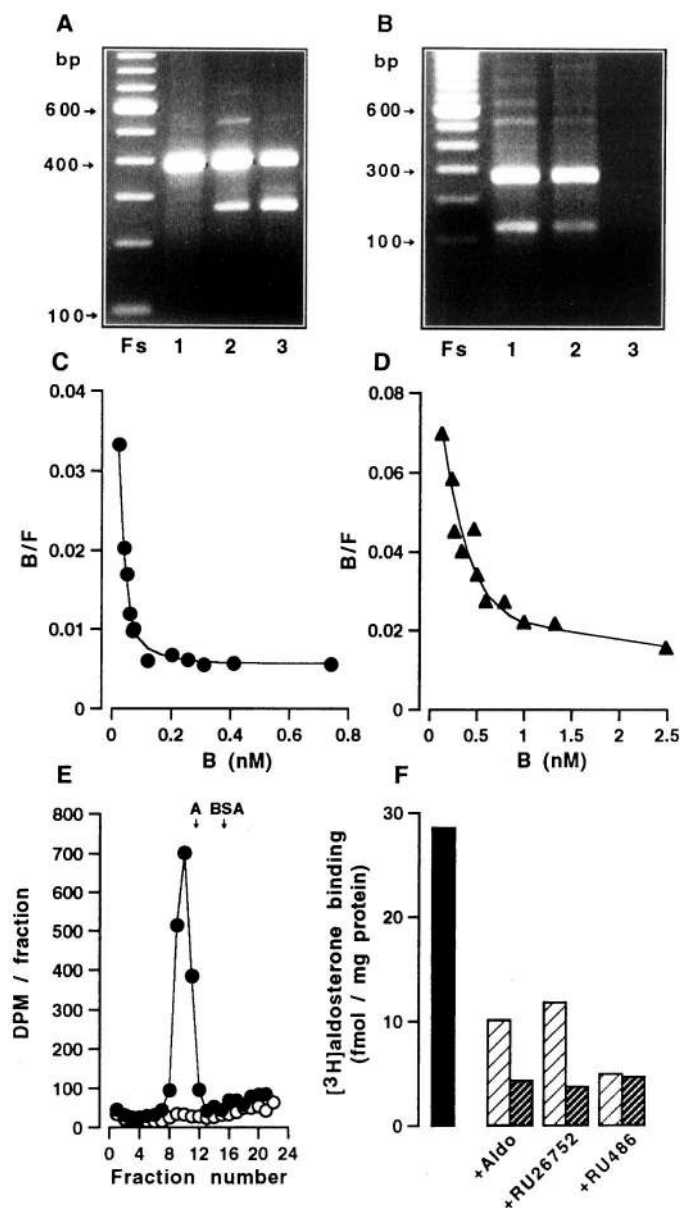 A
bp
600→
400→
100→
Fs 1 2 3
B
bp
600→
300→
100→
Fs 1 2 3
C
B/F
0.04
0.03
0.02
0.01
0
0 0.2 0.4 0.6 0.8
B (nM)
D
B/F
0.08
0.06
0.04
0.02
0
0 0.5 1 1.5 2 2.5
B (nM)
E
A BSA
↓ ↓
DPM / fraction
800
700
600
500
400
300
200
100
0
0 4 8 12 16 20 24
Fraction number
F
[³H]aldosterone binding
(fmol / mg protein)
30
20
10
0
+Aldo
+RU26752
+RU486